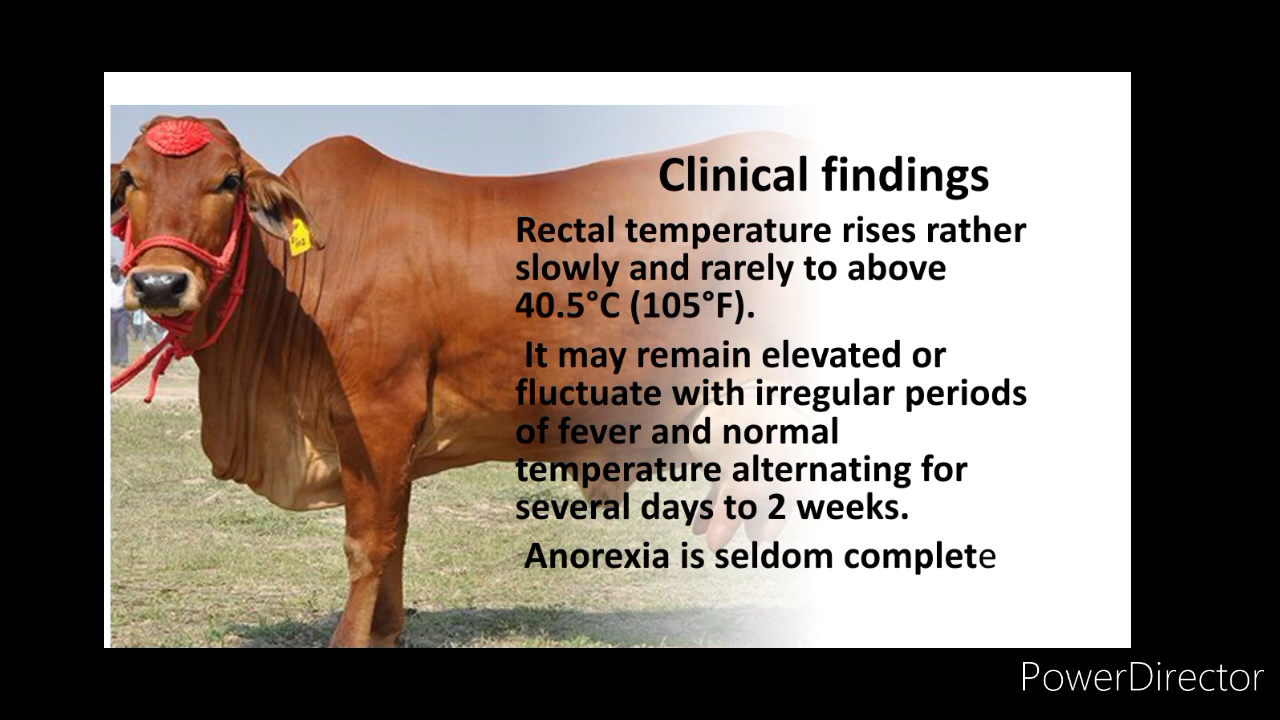 Clinical findings
Rectal temperature rises rather
slowly and rarely to above
40.5°C (105°F).
It may remain elevated or
fluctuate with irregular periods
of fever and normal
temperature alternating for
several days to 2 weeks.
Anorexia is seldom complete
PowerDirector